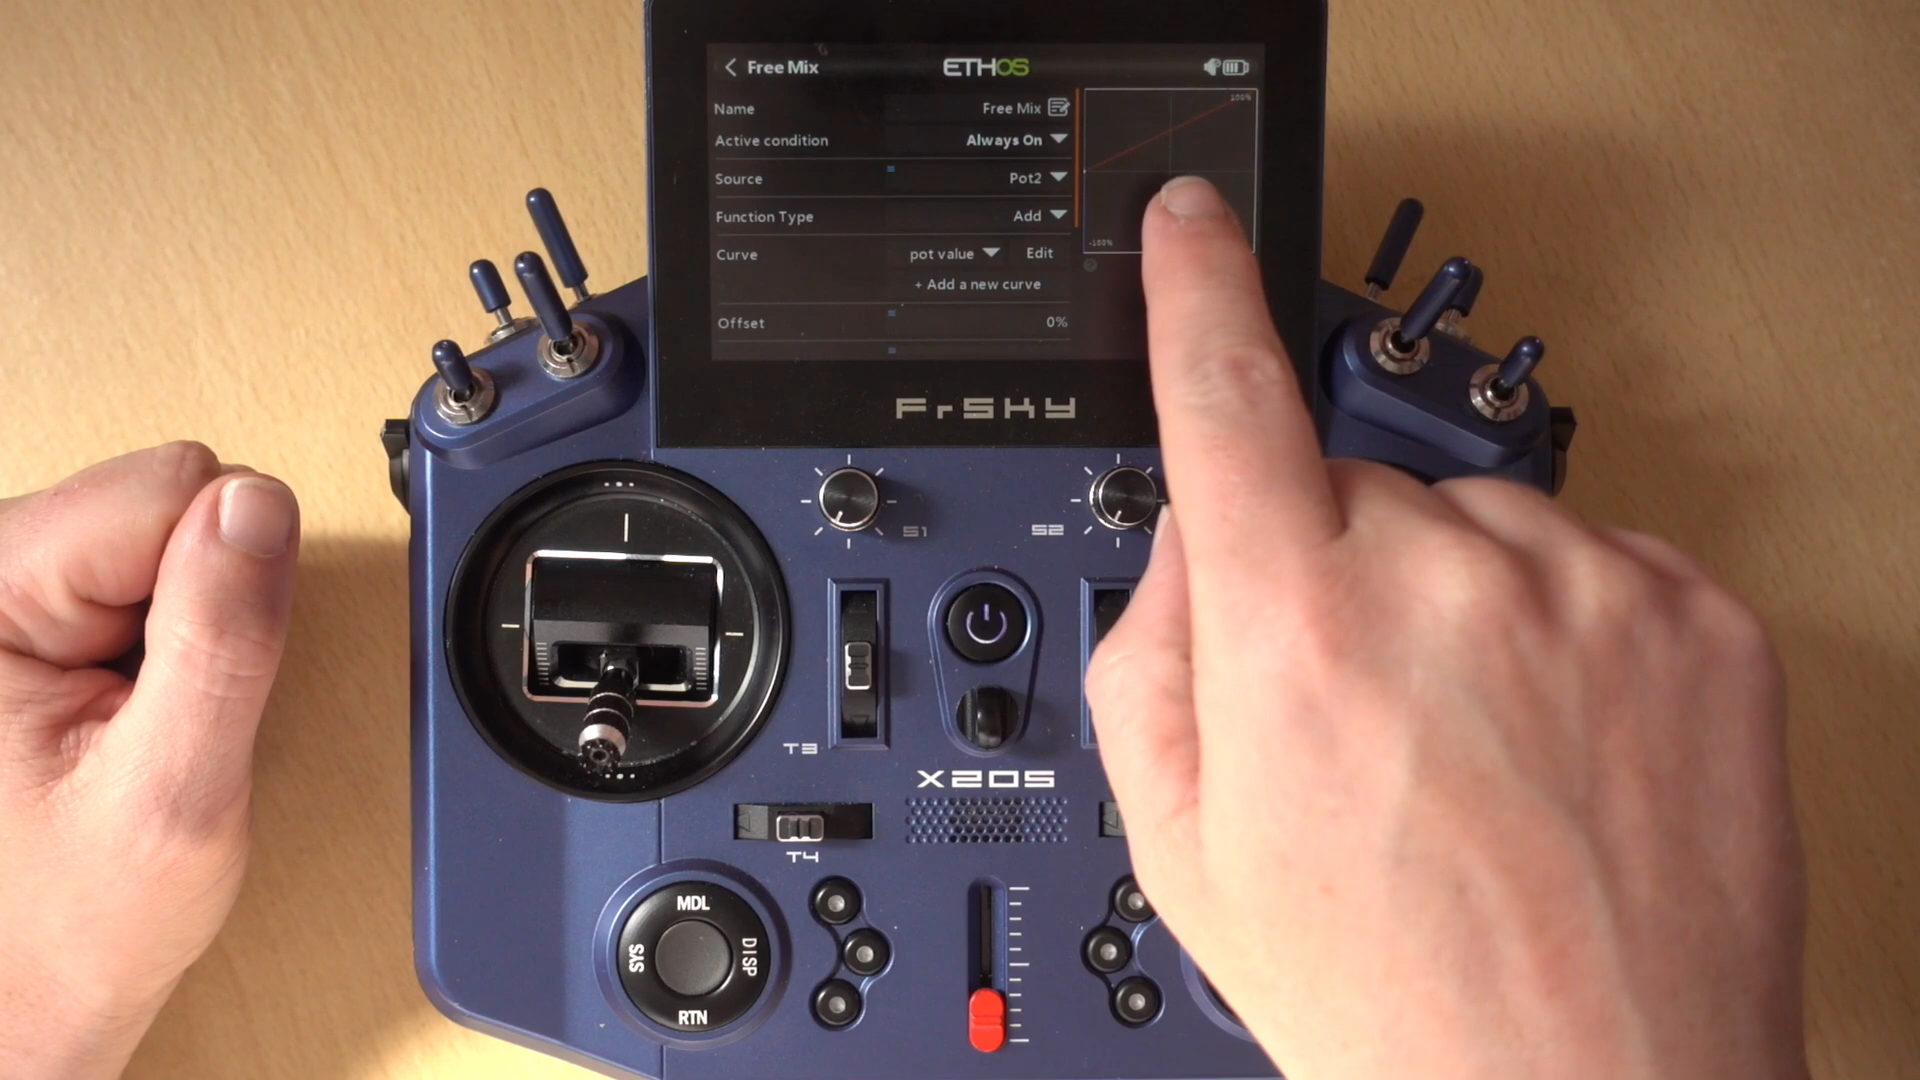 Free Mix ETHOS
Name Free Mix
100%
Active condition Always On
Source Pot2
Function Type Add
Curve pot value Edit
-100%
+ Add a new curve
Offset 0%
FrSKY
S1 S2
T3
X20S
T4
MDL
SYS DISP
RTN